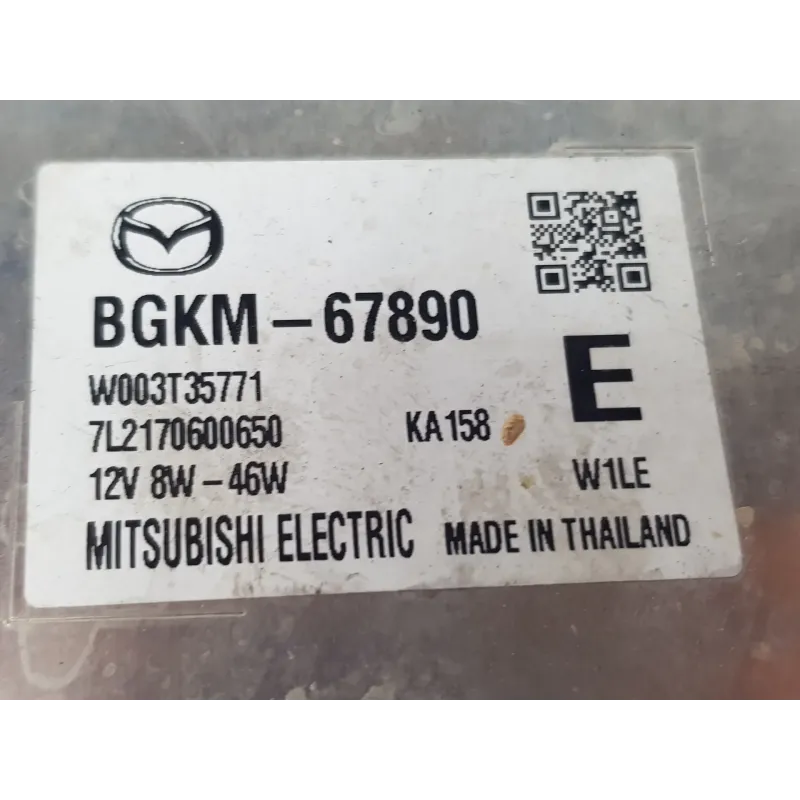 BGKM-67890
E
W003T35771
7L2170600650 KA158
12V 8W-46W W1LE
MITSUBISHI ELECTRIC MADE IN THAILAND